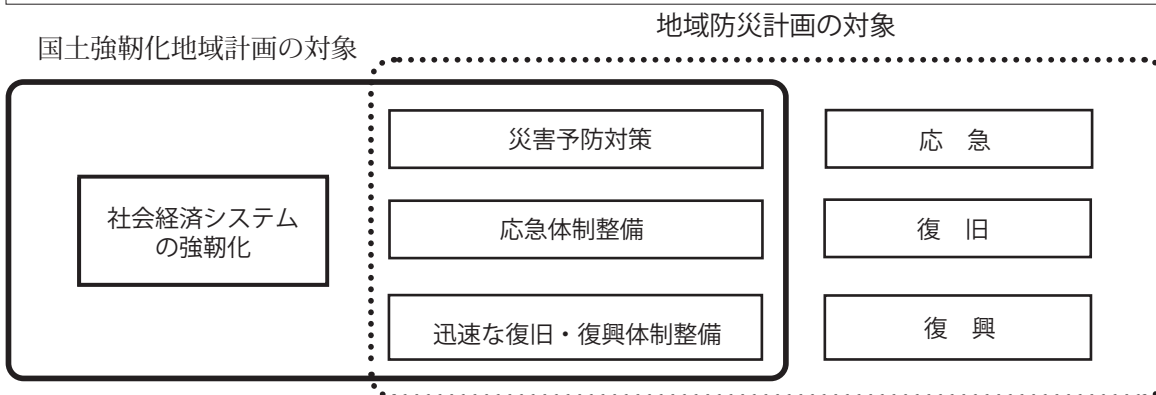 地域防災計画の対象
国土強靭化地域計画の対象
災害予防対策
応　急
社会経済システム
の強靭化
応急体制整備
復　旧
迅速な復旧・復興体制整備
復　興